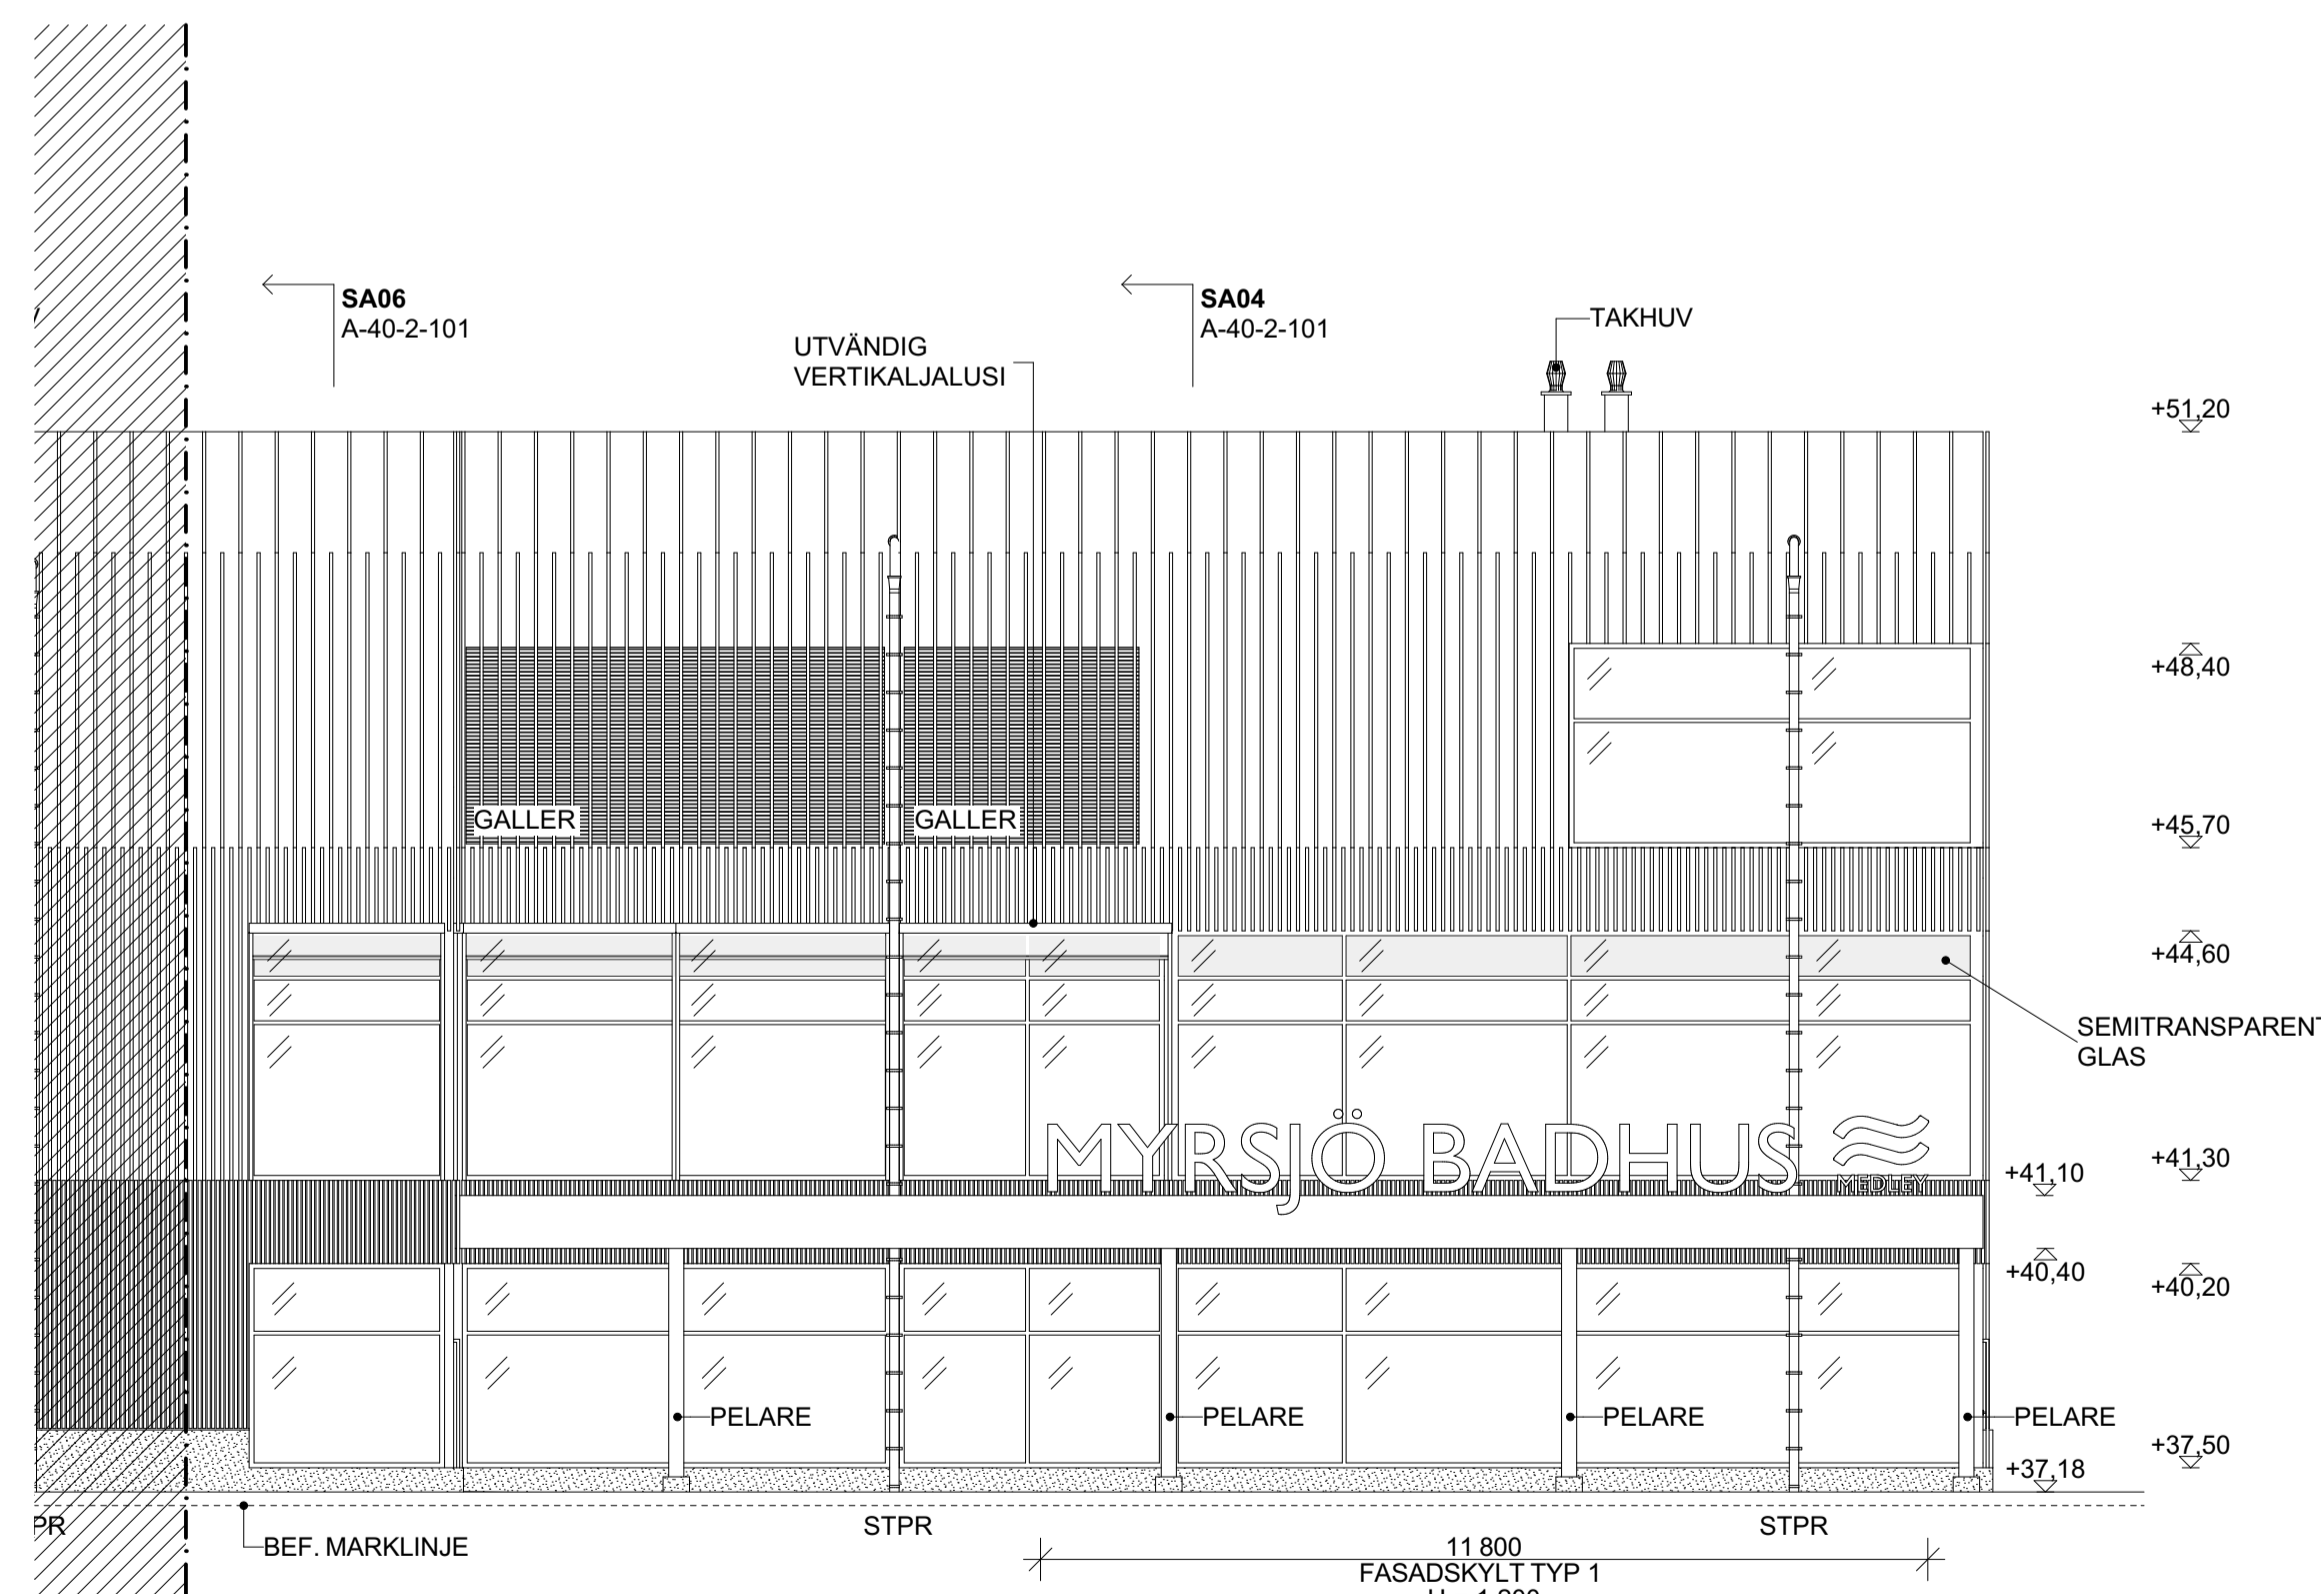 SA06
A-40-2-101
SA04
A-40-2-101
TAKHUV
UTVÄNDIG
VERTIKALJALUSI
+51,20
+48,40
GALLER
GALLER
+45,70
+44,60
SEMITRANSPARENT
GLAS
MYRSJÖ BADHUS
MEDLEY
+41,10
+41,30
+40,40
+40,20
PELARE
PELARE
PELARE
PELARE
+37,50
+37,18
PR
STPR
STPR
BEF. MARKLINJE
11 800
FASADSKYLT TYP 1